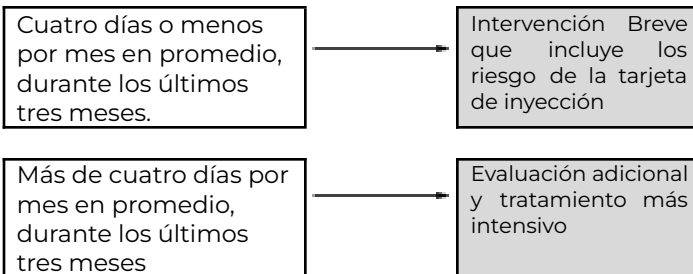 Cuatro días o menos
por mes en promedio,
durante los últimos
tres meses.
Intervención Breve
que incluye los
riesgo de la tarjeta
de inyección
Más de cuatro días por
mes en promedio,
durante los últimos
tres meses
Evaluación adicional
y tratamiento más
intensivo